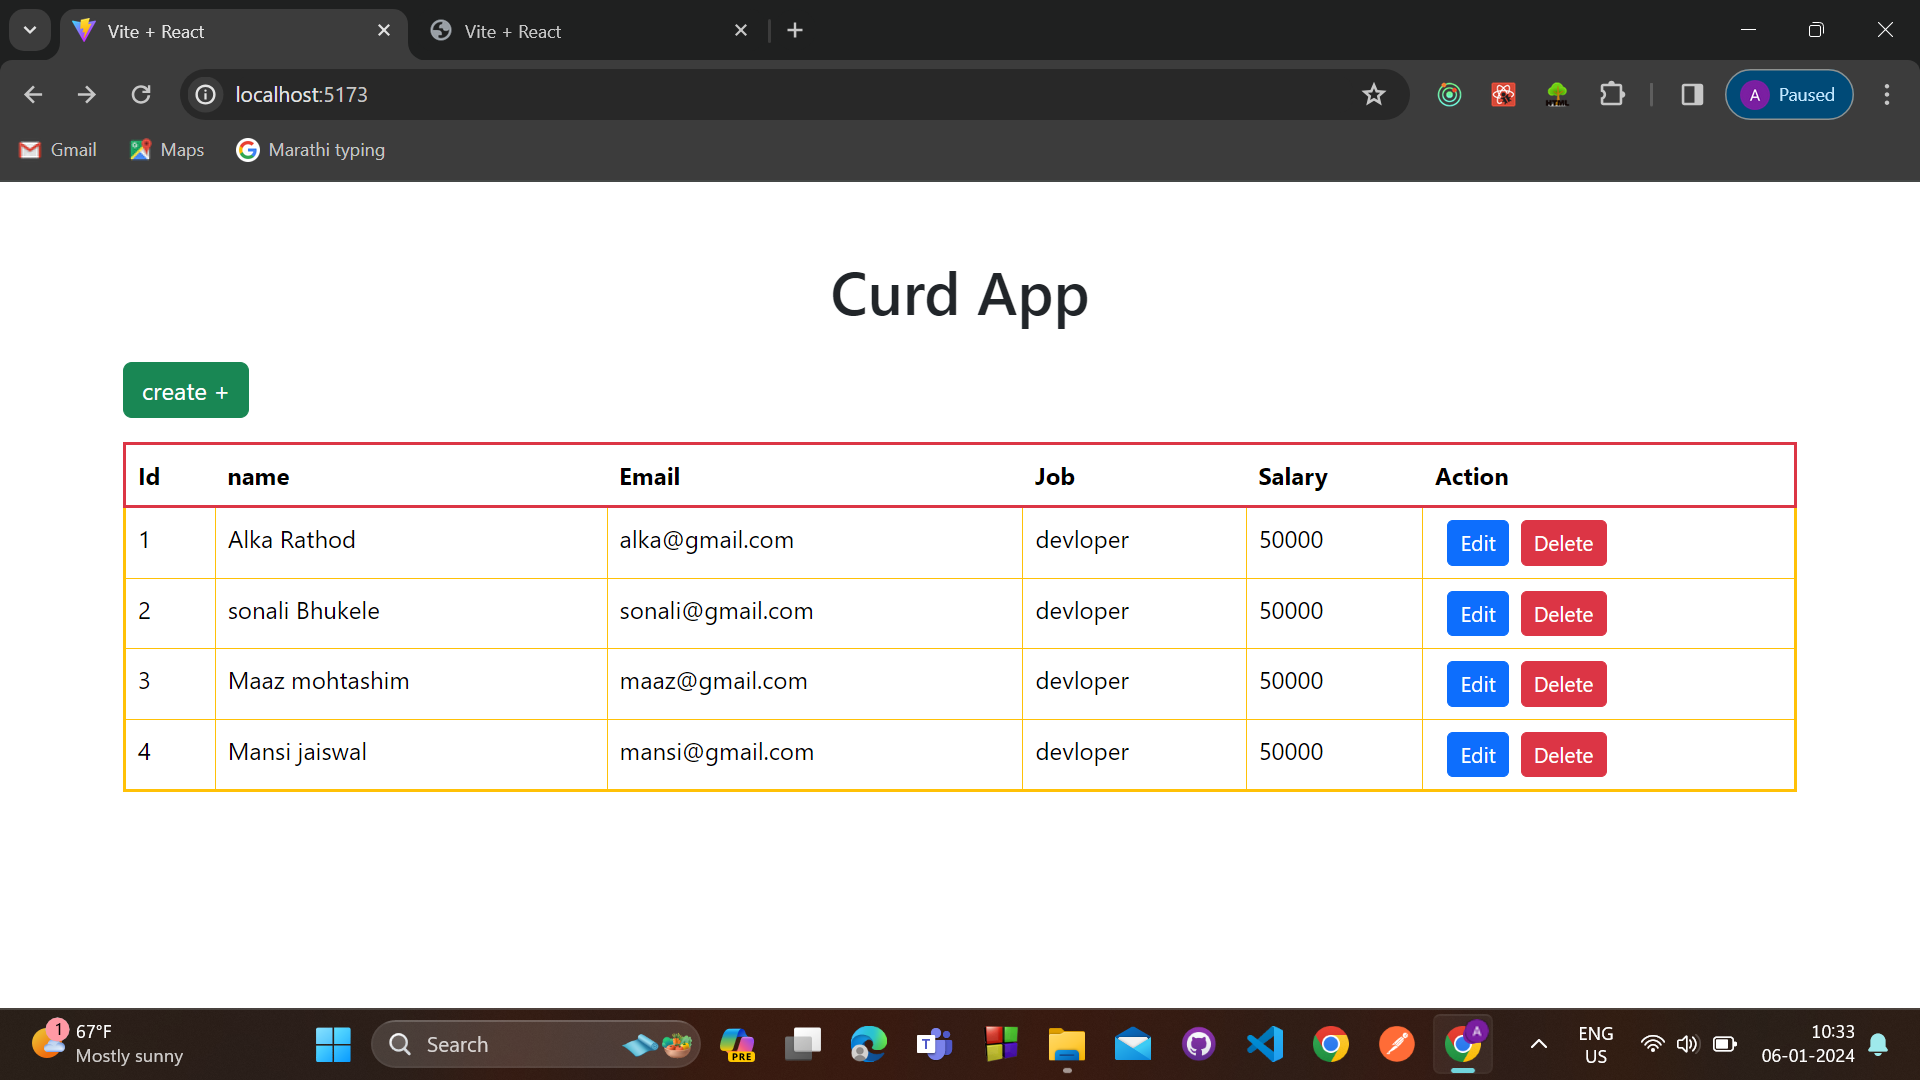 Vite + React
Vite + React
localhost:5173
A Paused
Gmail Maps Marathi typing
Curd App
create +
Id name Email Job Salary Action
1 Alka Rathod alka@gmail.com devloper 50000 Edit Delete
2 sonali Bhukele sonali@gmail.com devloper 50000 Edit Delete
3 Maaz mohtashim maaz@gmail.com devloper 50000 Edit Delete
4 Mansi jaiswal mansi@gmail.com devloper 50000 Edit Delete
1 67°F
Mostly sunny
Search
PRE
T
A
ENG
US
10:33
06-01-2024